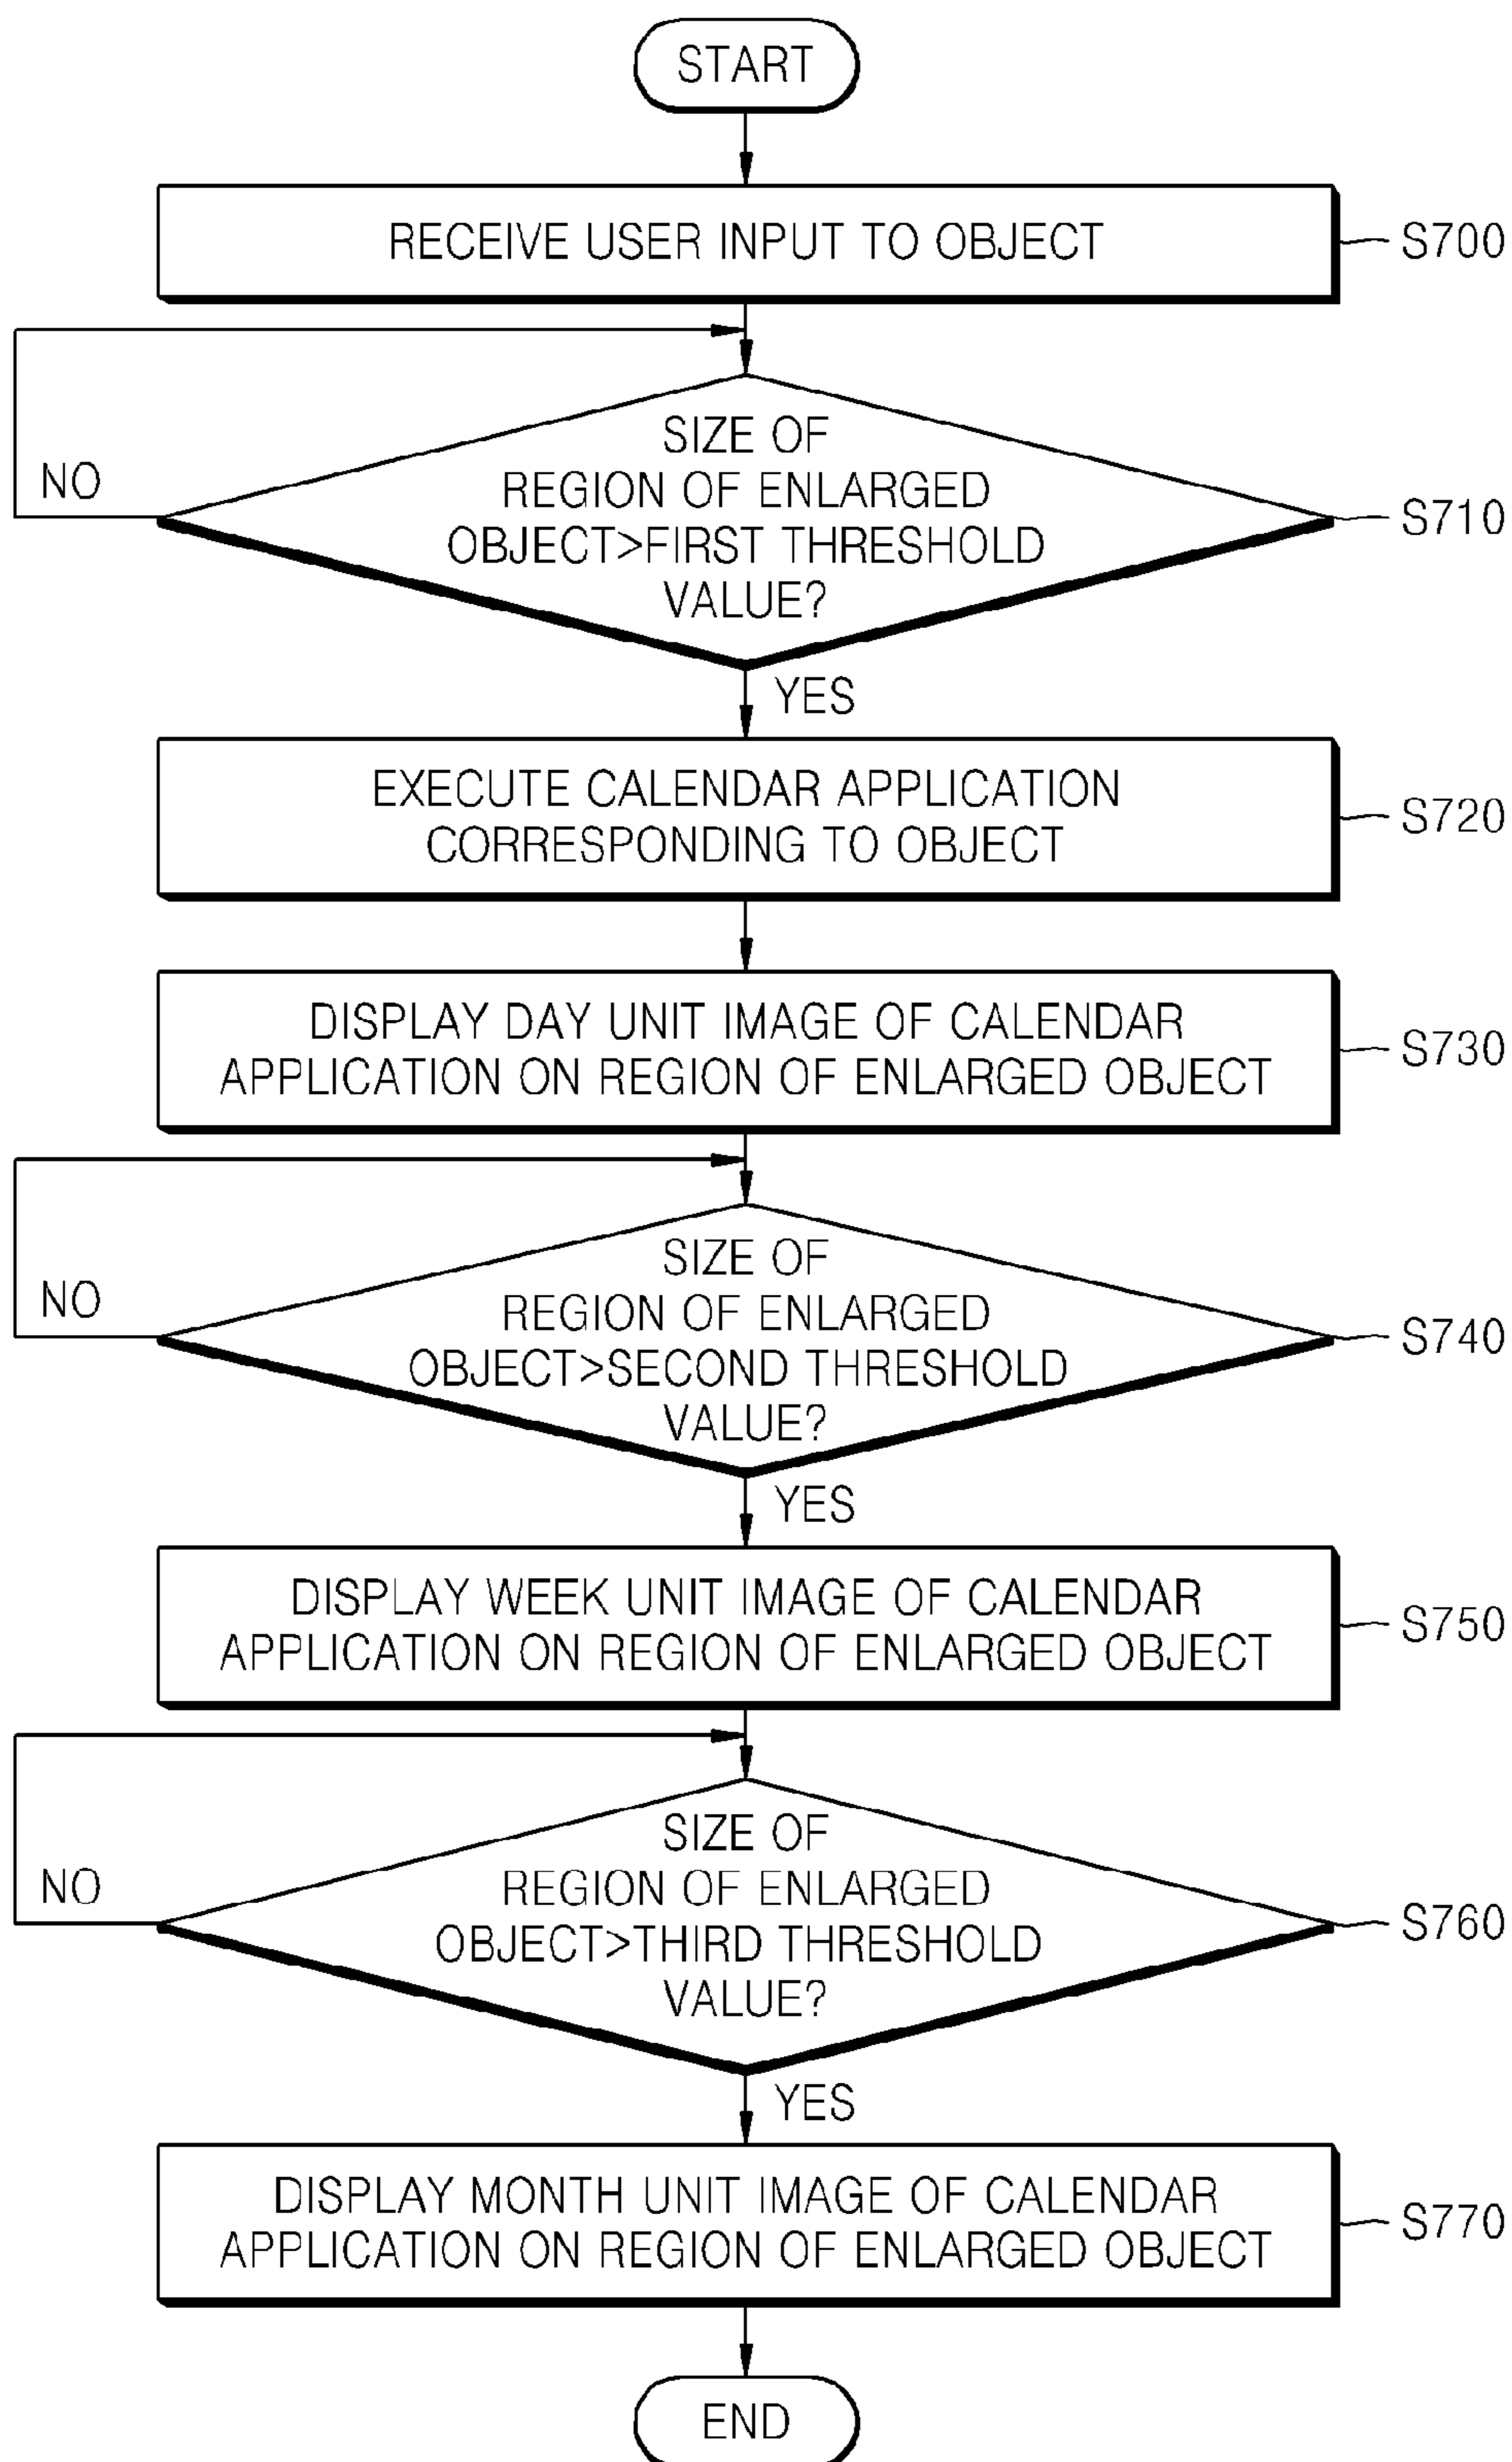 START
RECEIVE USER INPUT TO OBJECT
S700
SIZE OF
REGION OF ENLARGED
OBJECT>FIRST THRESHOLD
VALUE?
NO
S710
YES
EXECUTE CALENDAR APPLICATION
CORRESPONDING TO OBJECT
S720
DISPLAY DAY UNIT IMAGE OF CALENDAR
APPLICATION ON REGION OF ENLARGED OBJECT
S730
SIZE OF
REGION OF ENLARGED
OBJECT>SECOND THRESHOLD
VALUE?
NO
S740
YES
DISPLAY WEEK UNIT IMAGE OF CALENDAR
APPLICATION ON REGION OF ENLARGED OBJECT
S750
SIZE OF
REGION OF ENLARGED
OBJECT>THIRD THRESHOLD
VALUE?
NO
S760
YES
DISPLAY MONTH UNIT IMAGE OF CALENDAR
APPLICATION ON REGION OF ENLARGED OBJECT
S770
END